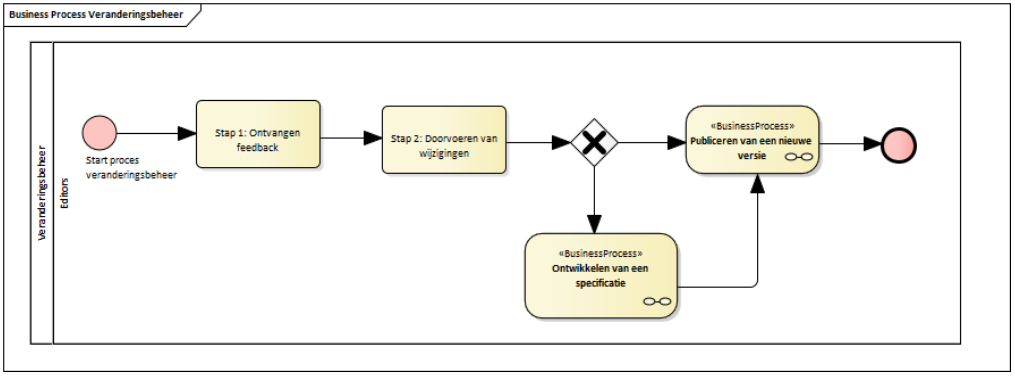 Business Process Veranderingsbeheer
Veranderingsbeheer
Editors
Start proces
veranderingsbeheer
Stap 1: Ontvangen
feedback
Stap 2: Doorvoeren van
wijzigingen
«BusinessProcess»
Publiceren van een nieuwe
versie
«BusinessProcess»
Ontwikkelen van een
specificatie